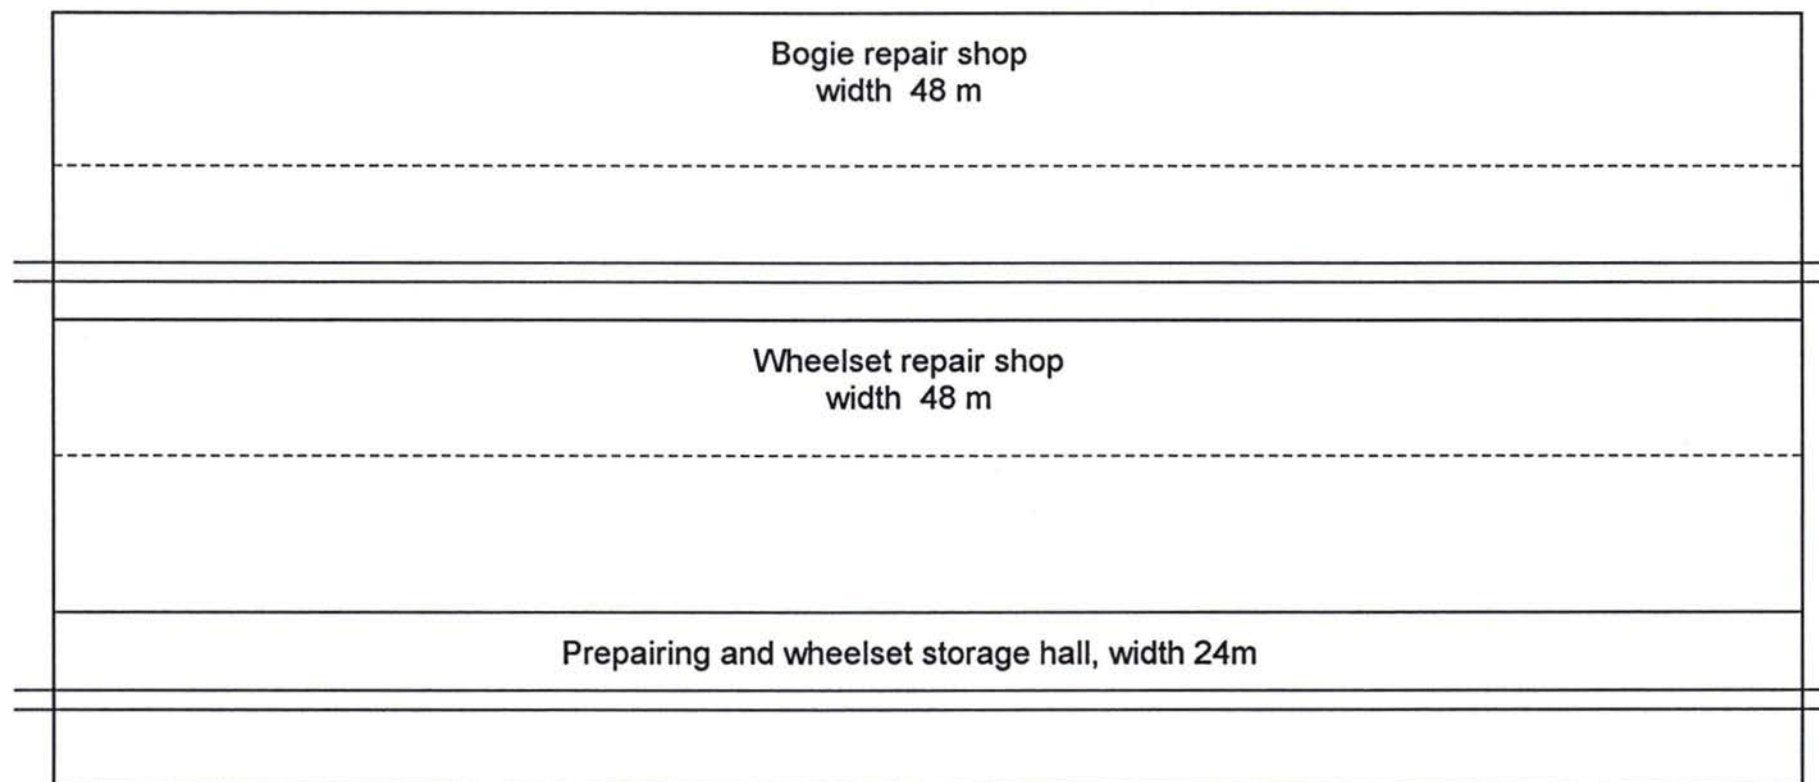 Bogie repair shop
width 48 m
Wheelset repair shop
width 48 m
Prepairing and wheelset storage hall, width 24m